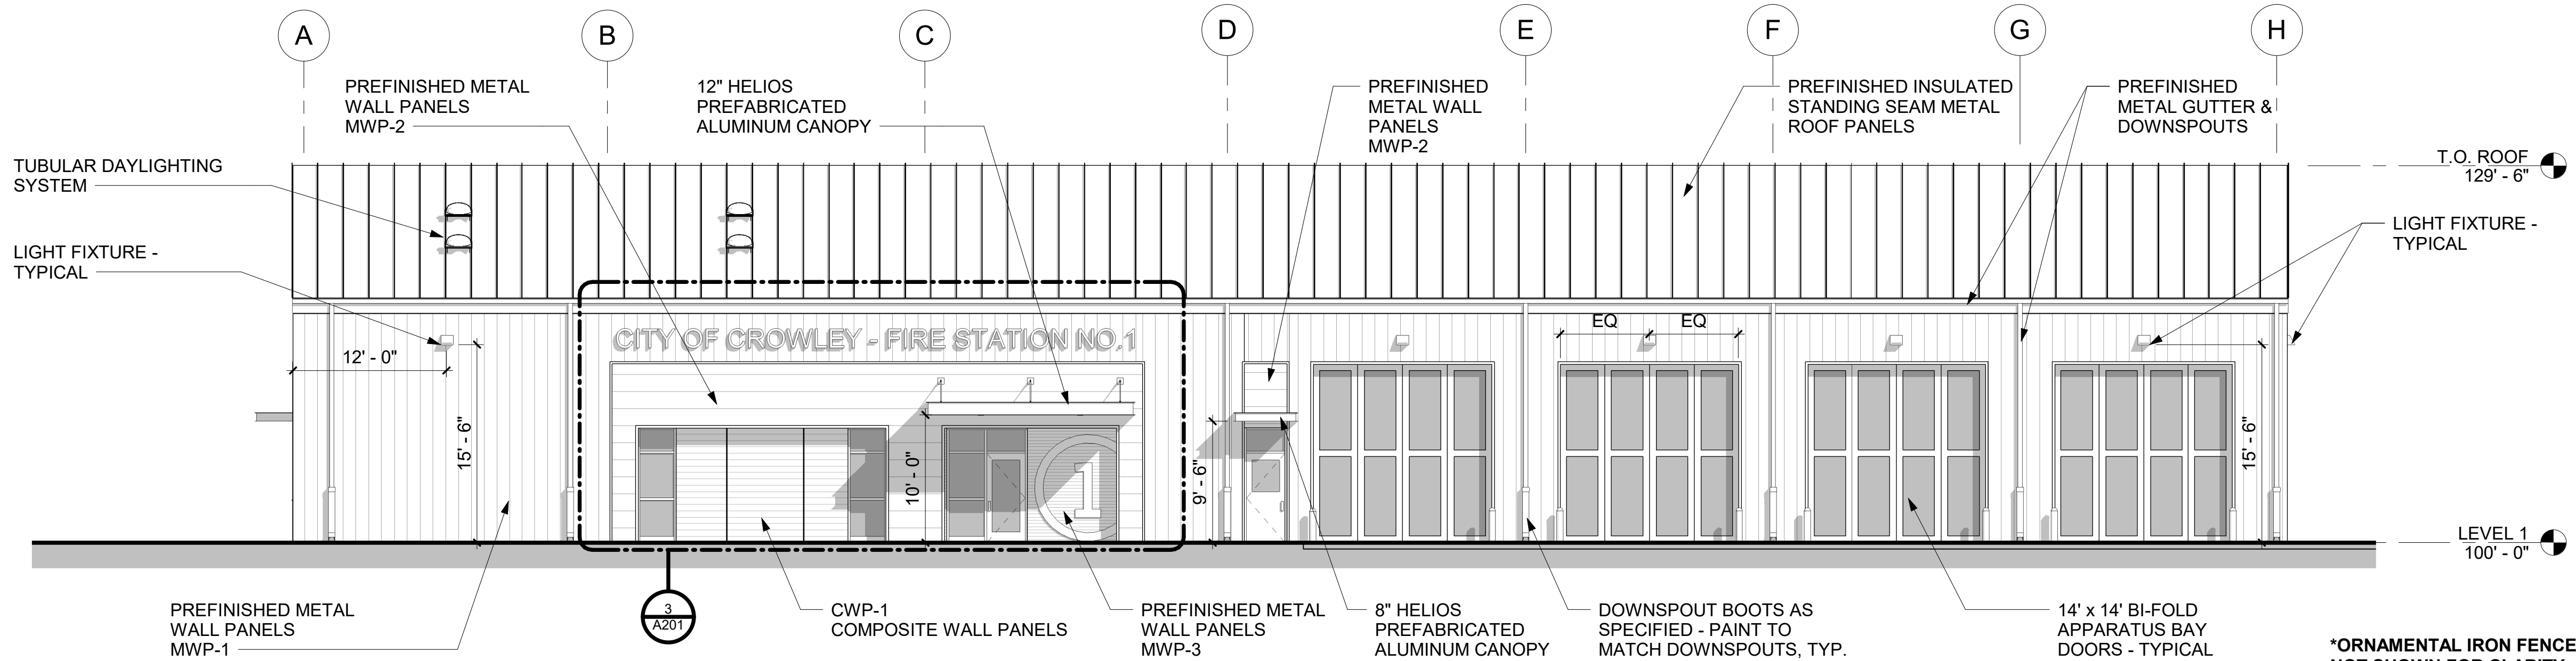 A
B
C
D
E
F
G
H
PREFINISHED METAL
WALL PANELS
MWP-2
12" HELIOS
PREFABRICATED
ALUMINUM CANOPY
PREFINISHED
METAL WALL
PANELS
MWP-2
PREFINISHED INSULATED
STANDING SEAM METAL
ROOF PANELS
PREFINISHED
METAL GUTTER &
DOWNSPOUTS
TUBULAR DAYLIGHTING
SYSTEM
T.O. ROOF
129' - 6"
LIGHT FIXTURE -
TYPICAL
LIGHT FIXTURE -
TYPICAL
CITY OF CROWLEY - FIRE STATION NO.1
EQ
EQ
12' - 0"
15' - 6"
10' - 0"
1
9' - 6"
15' - 6"
LEVEL 1
100' - 0"
PREFINISHED METAL
WALL PANELS
MWP-1
3
A201
CWP-1
COMPOSITE WALL PANELS
PREFINISHED METAL
WALL PANELS
MWP-3
8" HELIOS
PREFABRICATED
ALUMINUM CANOPY
DOWNSPOUT BOOTS AS
SPECIFIED - PAINT TO
MATCH DOWNSPOUTS, TYP.
14' x 14' BI-FOLD
APPARATUS BAY
DOORS - TYPICAL
*ORNAMENTAL IRON FENCE
NOT SHOWN FOR CLARITY